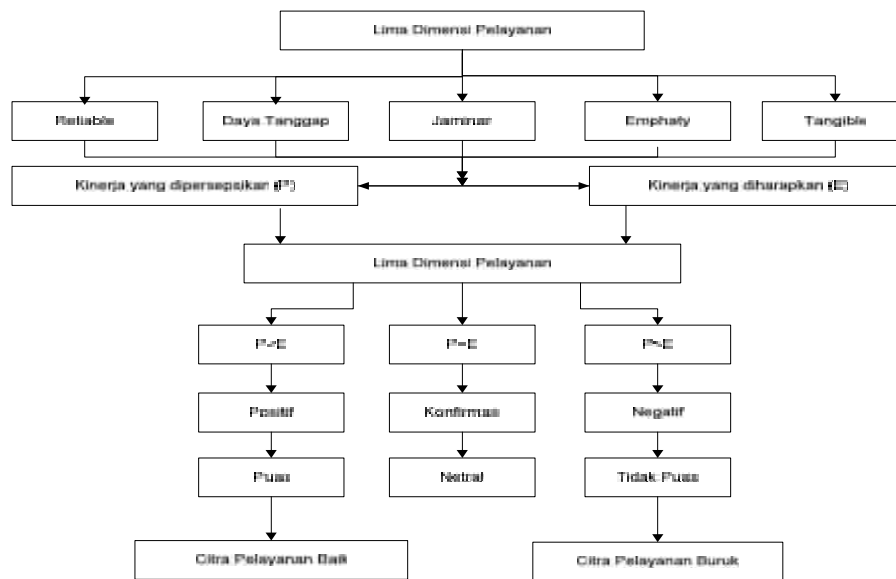 Lima Dimensi Pelayanan
Reliable
Daya Tanggap
Jaminan
Emphaty
Tangible
Kinerja yang dipersepsikan (P)
Kinerja yang diharapkan (E)
Lima Dimensi Pelayanan
P=E
Positif
Konfirmas
Negatif
Puas
Netral
Tidak Puas
Citra Pelayanan Baik
Citra Pelayanan Buruk